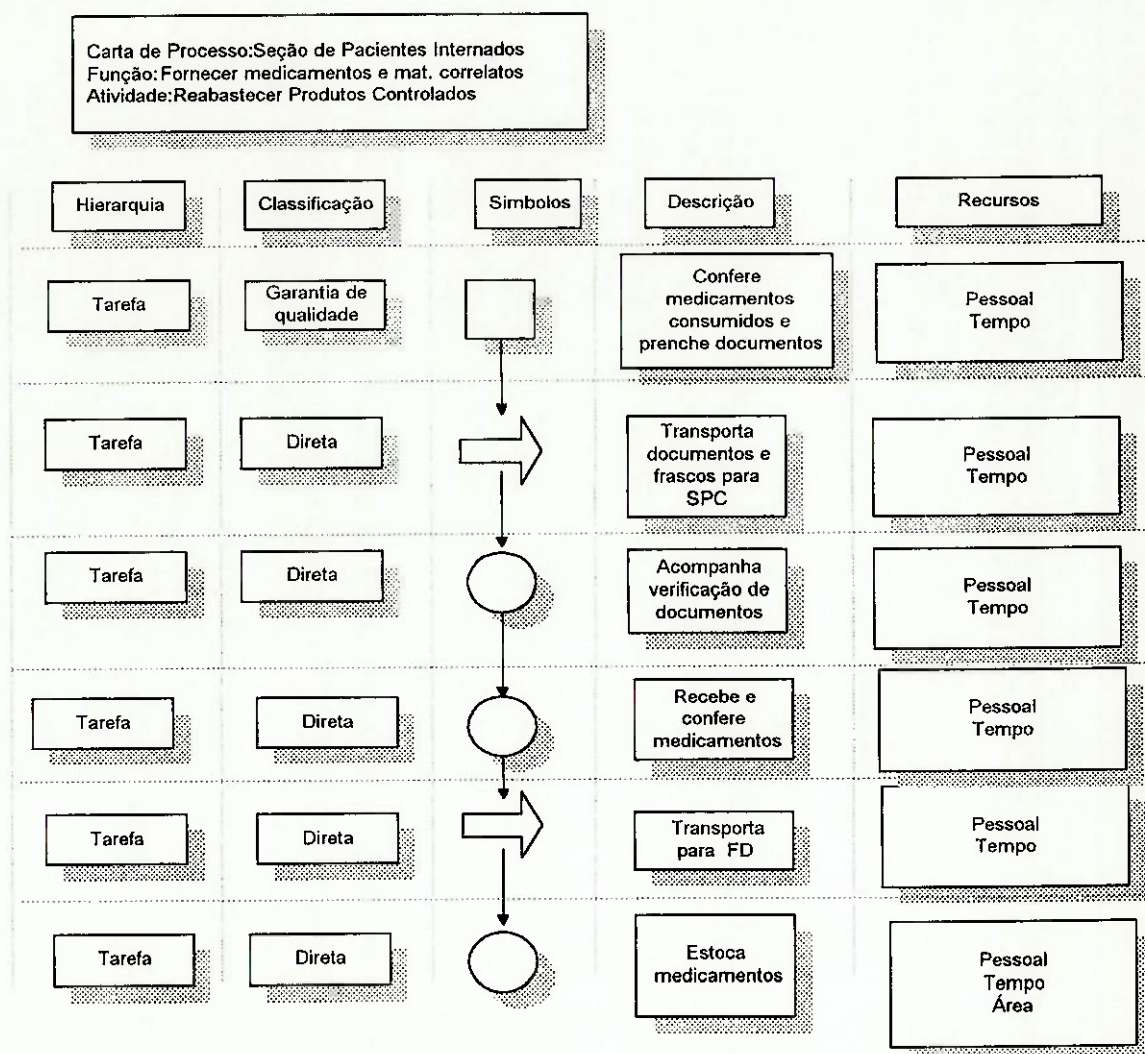 Carta de Processo:Seção de Pacientes Internados
Função: Fornecer medicamentos e mat. correlatos
Atividade:Reabastecer Produtos Controlados
Hierarquia
Classificação
Simbolos
Descrição
Recursos
Tarefa
Garantia de
qualidade
Confere
medicamentos
consumidos e
prenche documentos
Pessoal
Tempo
Tarefa
Direta
Transporta
documentos e
frascos para
SPC
Pessoal
Tempo
Tarefa
Direta
Acompanha
verificação de
documentos
Pessoal
Tempo
Tarefa
Direta
Recebe e
confere
medicamentos
Pessoal
Tempo
Tarefa
Direta
Transporta
para FD
Pessoal
Tempo
Tarefa
Direta
Estoca
medicamentos
Pessoal
Tempo
Área